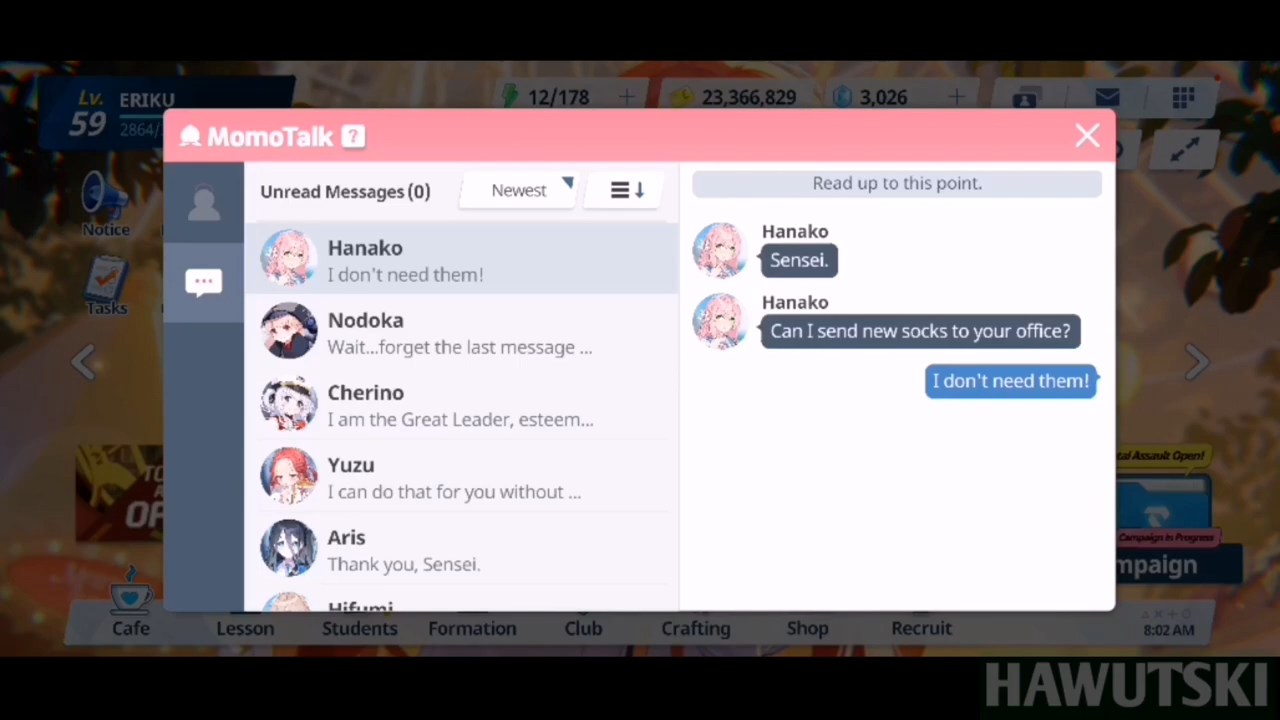 Lv.
59
ERIKU
2864/
12/178
23,366,829
3,026
MomoTalk ?
Unread Messages (0)
Newest
Read up to this point.
Hanako
I don't need them!
Nodoka
Wait...forget the last message ...
Cherino
I am the Great Leader, esteem...
Yuzu
I can do that for you without ...
Aris
Thank you, Sensei.
Hifumi
Hanako
Sensei.
Hanako
Can I send new socks to your office?
I don't need them!
Notice
Tasks
tal Assault Open!
Campaign in Progress
mpaign
Cafe
Lesson
Students
Formation
Club
Crafting
Shop
Recruit
8:02 AM
HAWUTSKI